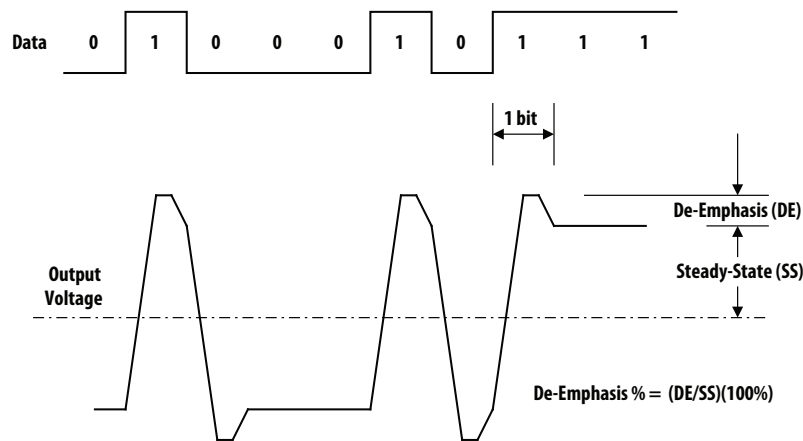 Data 0 1 0 0 0 1 0 1 1 1
1 bit
De-Emphasis (DE)
Output
Voltage
Steady-State (SS)
De-Emphasis % = (DE/SS)(100%)